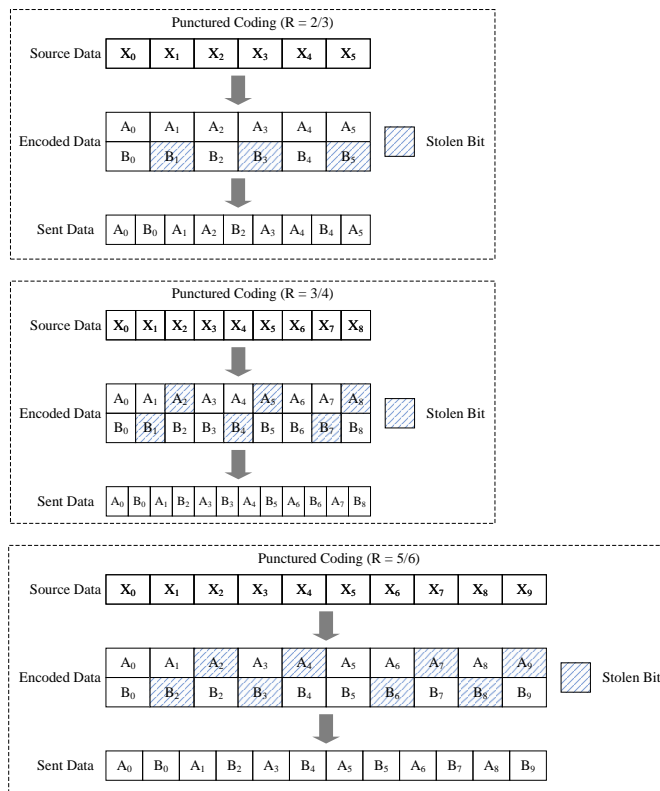 Punctured Coding (R = 2/3)
Source Data X₀ X₁ X₂ X₃ X₄ X₅
A₀ A₁ A₂ A₃ A₄ A₅
Encoded Data Stolen Bit
B₀ B₁ B₂ B₃ B₄ B₅
Sent Data A₀ B₀ A₁ A₂ B₂ A₃ A₄ B₄ A₅
Punctured Coding (R = 3/4)
Source Data X₀ X₁ X₂ X₃ X₄ X₅ X₆ X₇ X₈
A₀ A₁ A₂ A₃ A₄ A₅ A₆ A₇ A₈
Encoded Data Stolen Bit
B₀ B₁ B₂ B₃ B₄ B₅ B₆ B₇ B₈
Sent Data A₀ B₀ A₁ B₂ A₃ B₃ A₄ B₅ A₆ B₆ A₇ B₈
Punctured Coding (R = 5/6)
Source Data X₀ X₁ X₂ X₃ X₄ X₅ X₆ X₇ X₈ X₉
A₀ A₁ A₂ A₃ A₄ A₅ A₆ A₇ A₈ A₉
Encoded Data Stolen Bit
B₀ B₂ B₂ B₃ B₄ B₅ B₆ B₇ B₈ B₉
Sent Data A₀ B₀ A₁ B₂ A₃ B₄ A₅ B₅ A₆ B₇ A₈ B₉